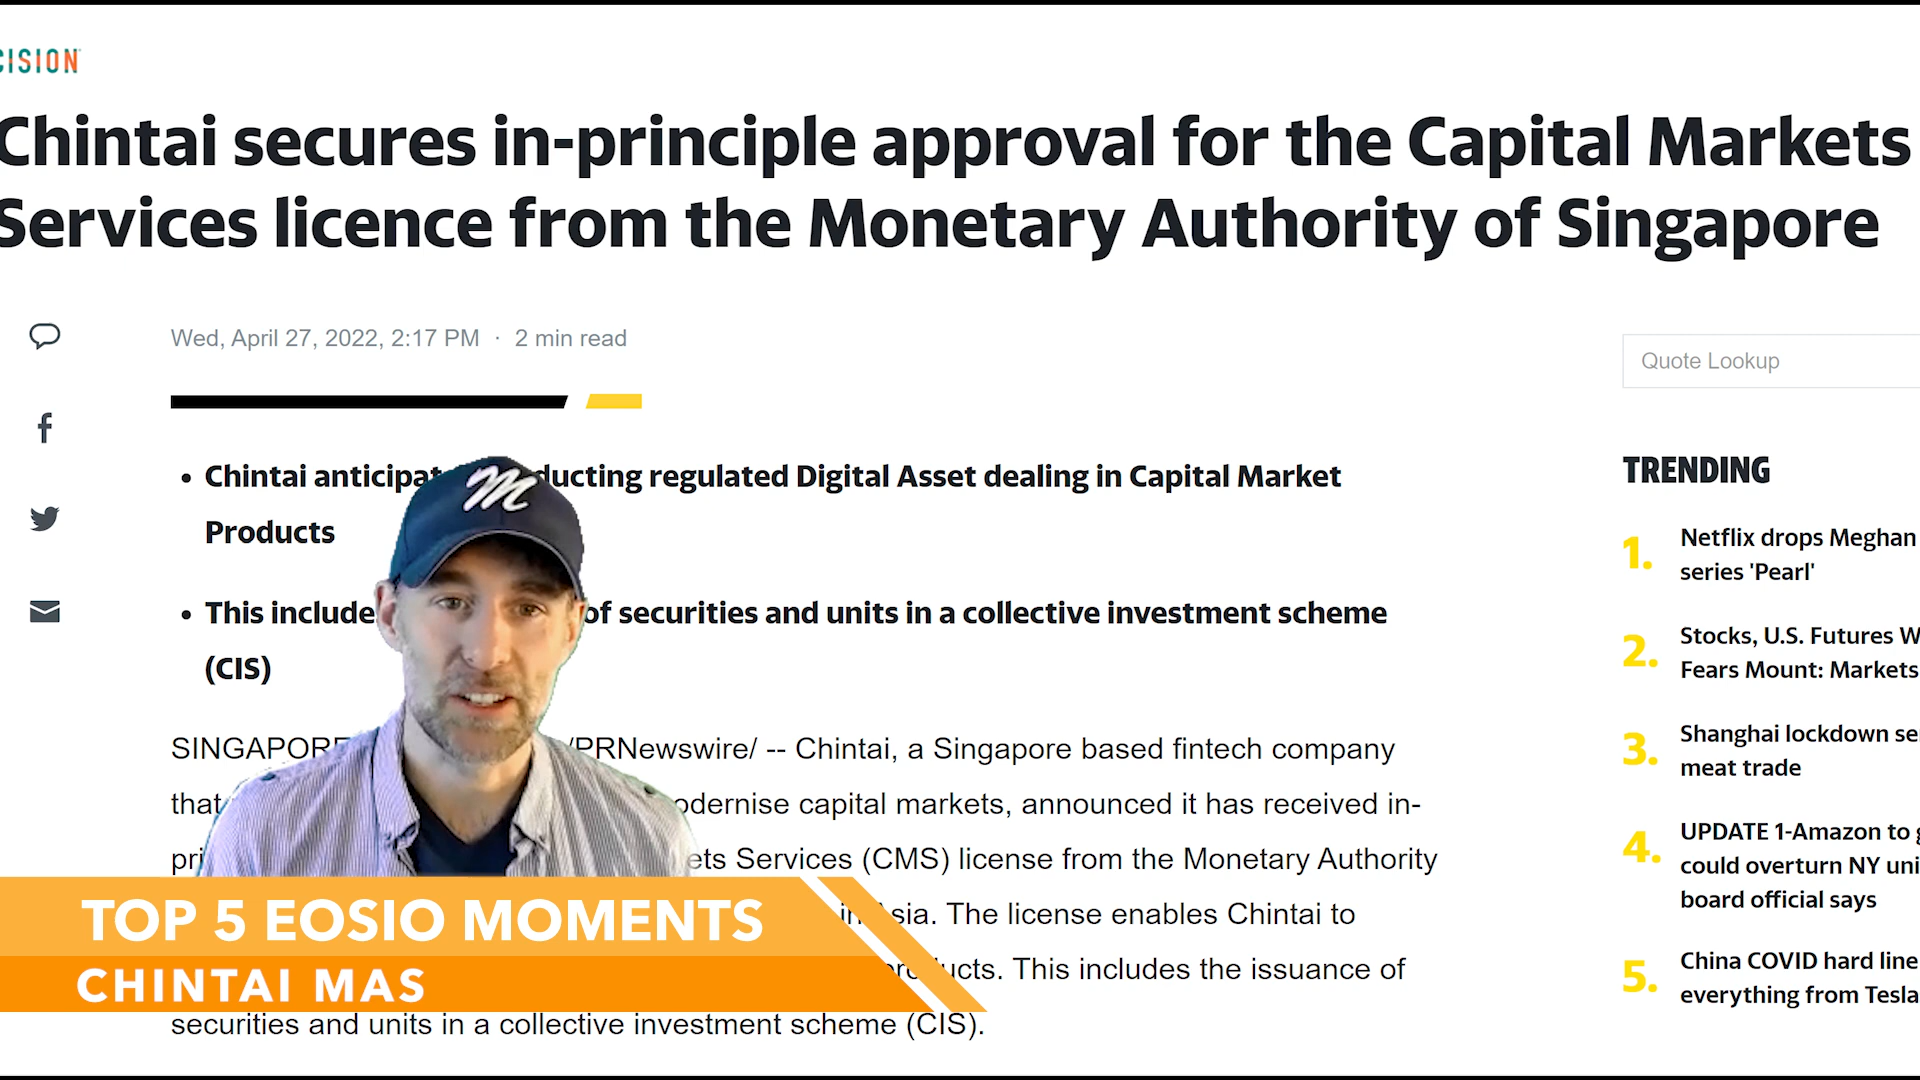 CISION
Chintai secures in-principle approval for the Capital Markets
Services licence from the Monetary Authority of Singapore
Wed, April 27, 2022, 2:17 PM · 2 min read
Quote Lookup
• Chintai ducting regulated Digital Asset dealing in Capital Market
Products
• This include of securities and units in a collective investment scheme
(CIS)
SINGAPORE /PRNewswire/ -- Chintai, a Singapore based fintech company
that odernise capital markets, announced it has received in-
ets Services (CMS) license from the Monetary Authority
in Asia. The license enables Chintai to
products. This includes the issuance of
securities and units in a collective investment scheme (CIS).
TRENDING
1. Netflix drops Meghan
series 'Pearl'
2. Stocks, U.S. Futures W
Fears Mount: Markets
3. Shanghai lockdown se
meat trade
4. UPDATE 1-Amazon to g
could overturn NY uni
board official says
5. China COVID hard line
everything from Tesla
M
TOP 5 EOSIO MOMENTS
CHINTAI MAS